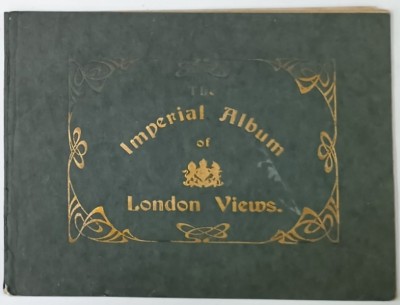 The
Imperial Album
of
London Views.